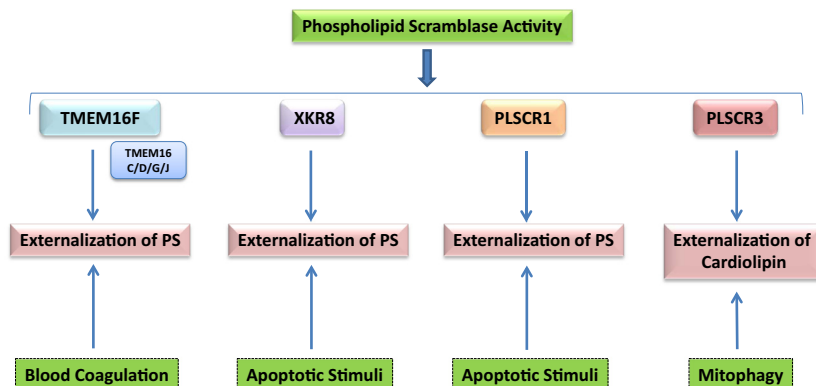 Phospholipid Scramblase Activity
TMEM16F
XKR8
PLSCR1
PLSCR3
TMEM16
C/D/G/J
Externalization of PS
Externalization of PS
Externalization of PS
Externalization of
Cardiolipin
Blood Coagulation
Apoptotic Stimuli
Apoptotic Stimuli
Mitophagy